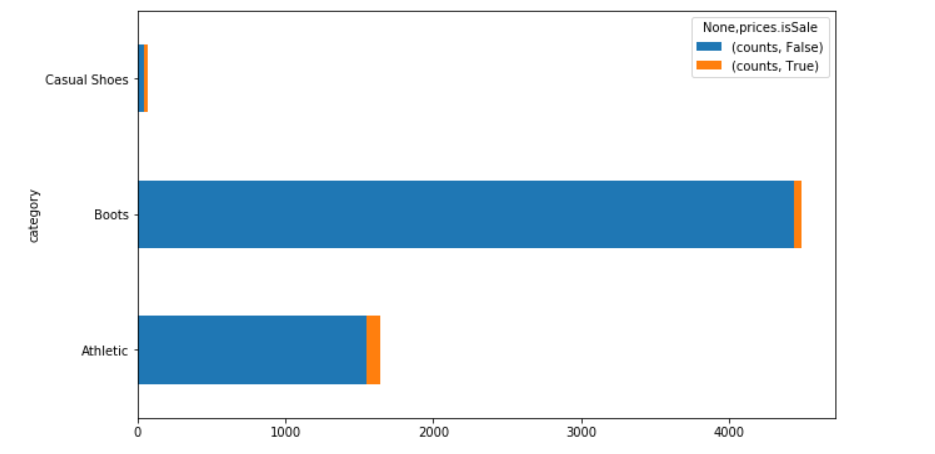 None,prices.isSale
(counts, False)
(counts, True)
Casual Shoes
Boots
Athletic
category
0 1000 2000 3000 4000